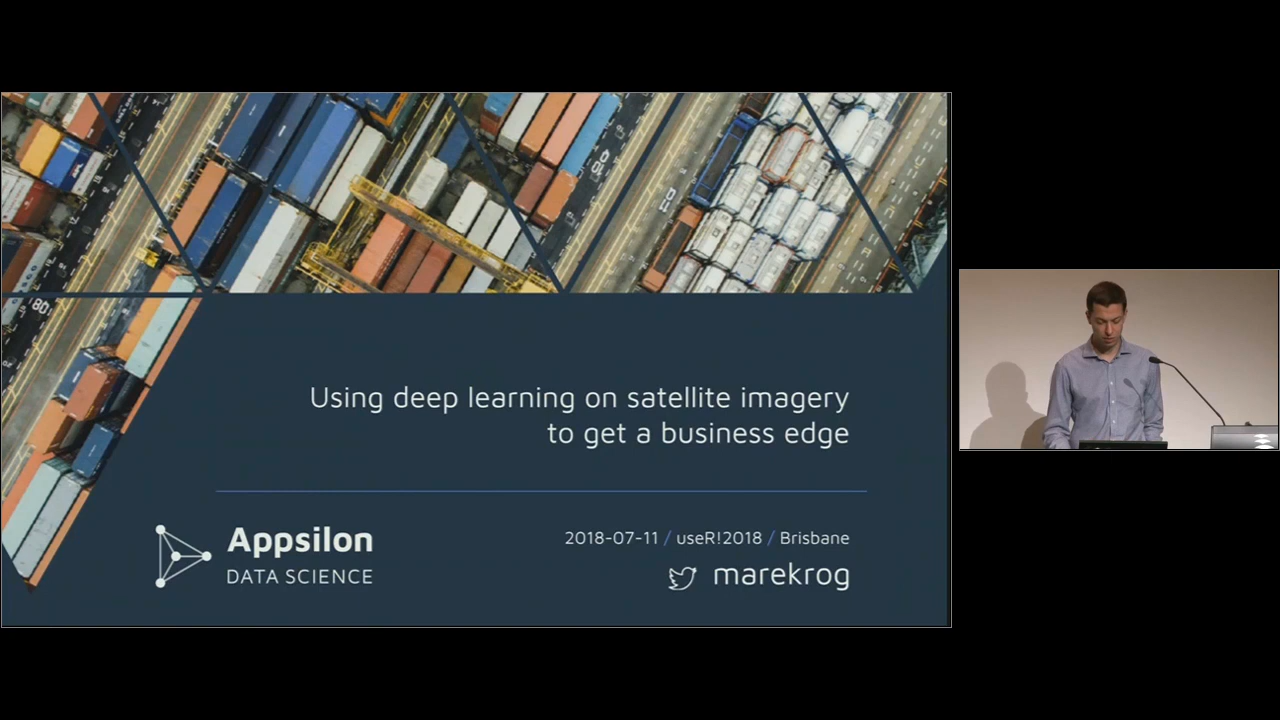 Using deep learning on satellite imagery
to get a business edge
Appsilon
DATA SCIENCE
2018-07-11 / useR!2018 / Brisbane
marekrog